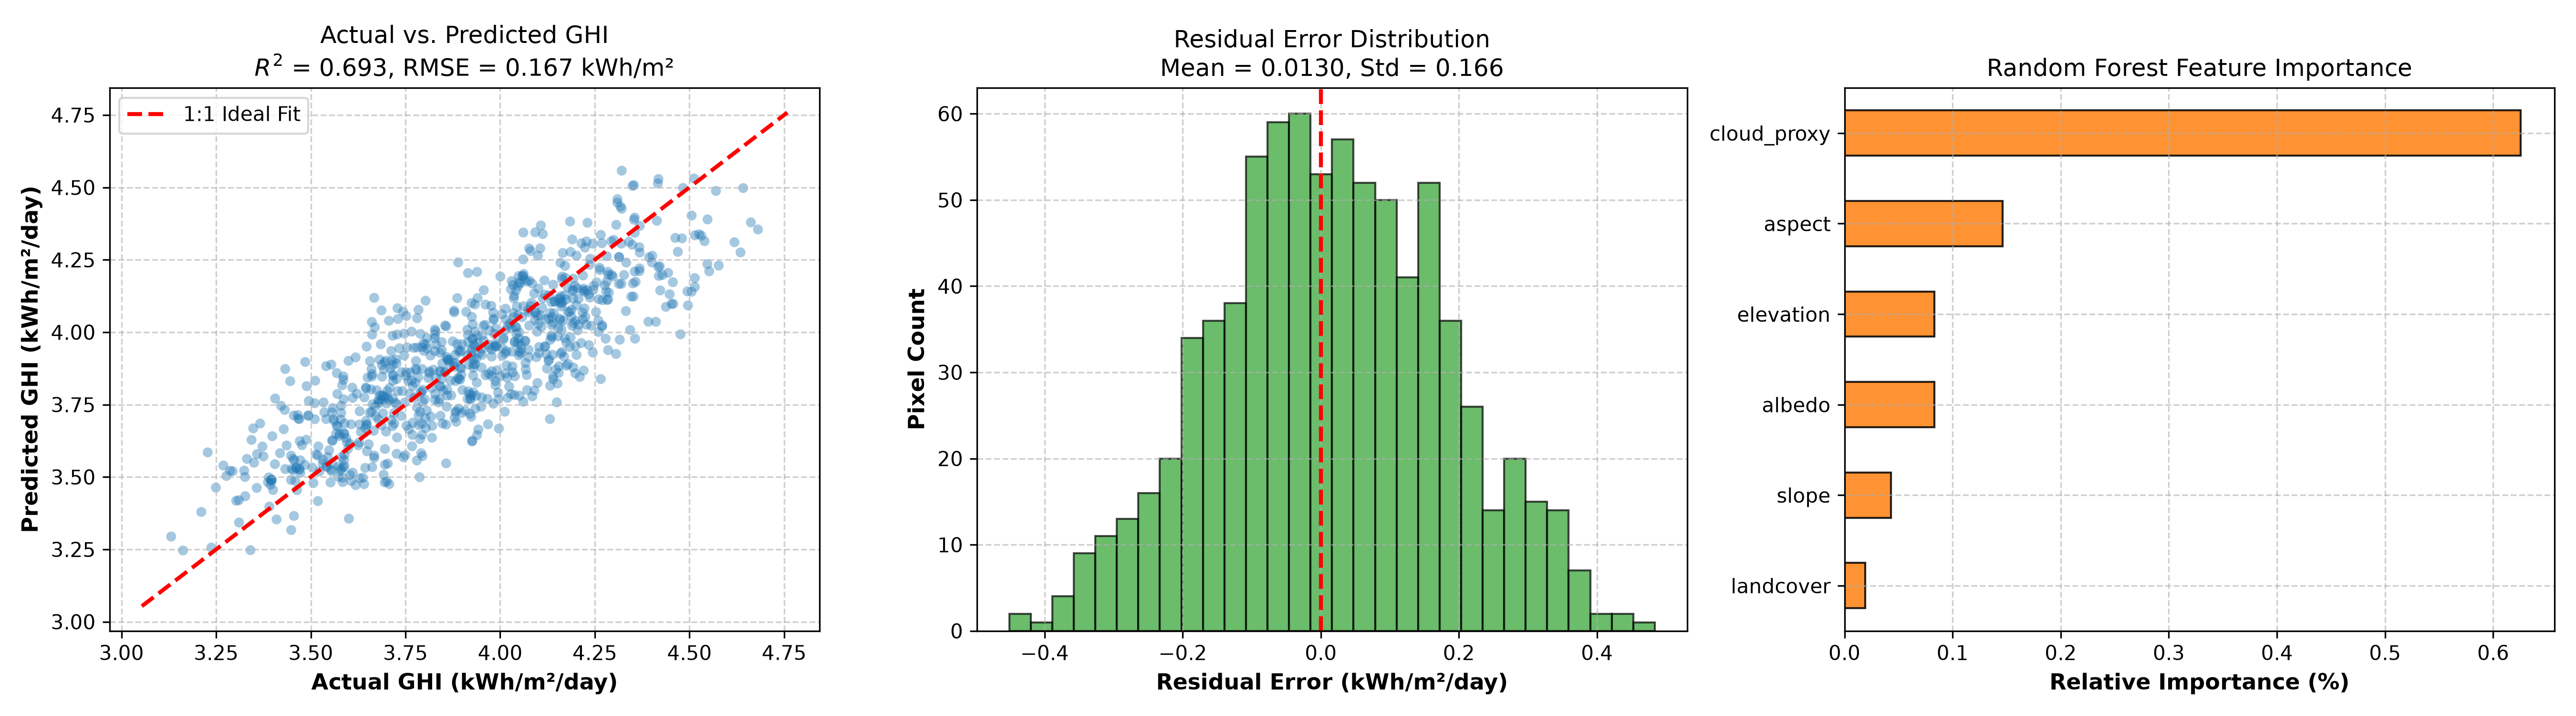 Actual vs. Predicted GHI
R² = 0.693, RMSE = 0.167 kWh/m²
1:1 Ideal Fit
Predicted GHI (kWh/m²/day)
4.75
4.50
4.25
4.00
3.75
3.50
3.25
3.00
3.00 3.25 3.50 3.75 4.00 4.25 4.50 4.75
Actual GHI (kWh/m²/day)
Residual Error Distribution
Mean = 0.0130, Std = 0.166
Pixel Count
60
50
40
30
20
10
0
−0.4 −0.2 0.0 0.2 0.4
Residual Error (kWh/m²/day)
Random Forest Feature Importance
cloud_proxy
aspect
elevation
albedo
slope
landcover
0.0 0.1 0.2 0.3 0.4 0.5 0.6
Relative Importance (%)